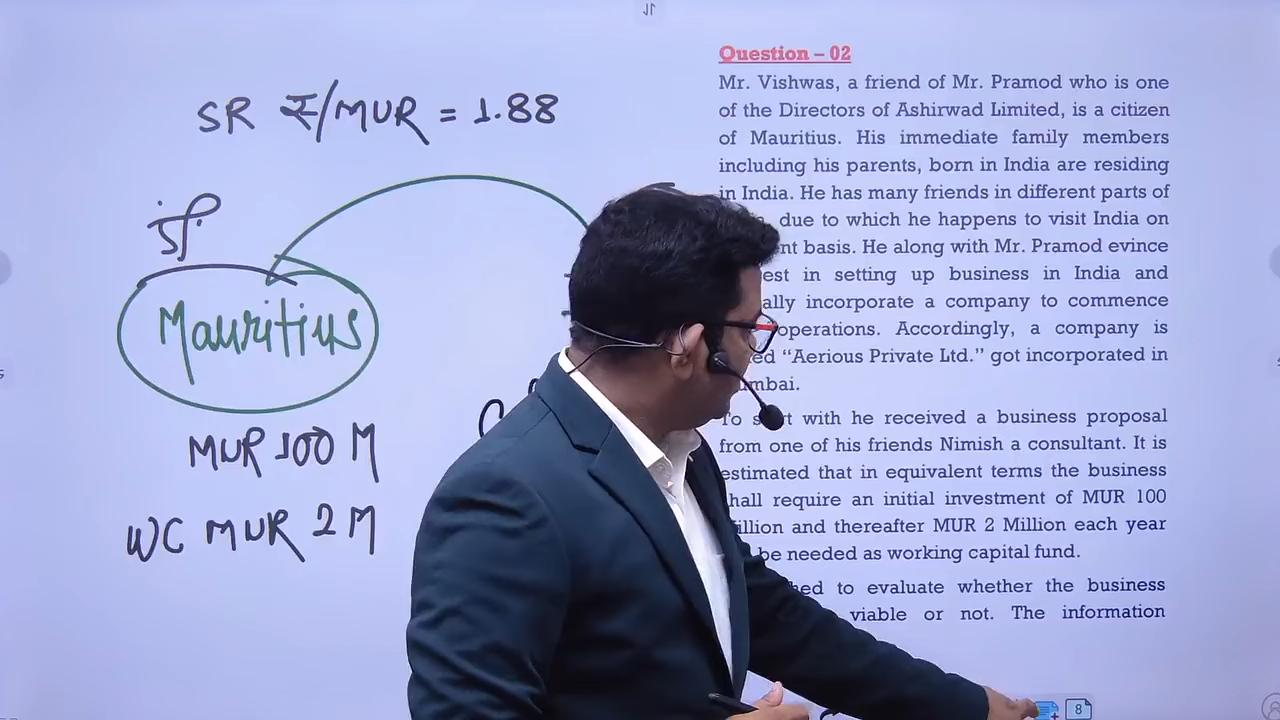 SR ₹/MUR = 1.88
Mauritius
MUR 100 M
WC MUR 2 M
Question – 02
Mr. Vishwas, a friend of Mr. Pramod who is one
of the Directors of Ashirwad Limited, is a citizen
of Mauritius. His immediate family members
including his parents, born in India are residing
in India. He has many friends in different parts of
due to which he happens to visit India on
basis. He along with Mr. Pramod evince
in setting up business in India and
incorporate a company to commence
operations. Accordingly, a company is
“Aerious Private Ltd.” got incorporated in
To start with he received a business proposal
from one of his friends Nimish a consultant. It is
estimated that in equivalent terms the business
shall require an initial investment of MUR 100
Million and thereafter MUR 2 Million each year
be needed as working capital fund.
to evaluate whether the business
viable or not. The information
8